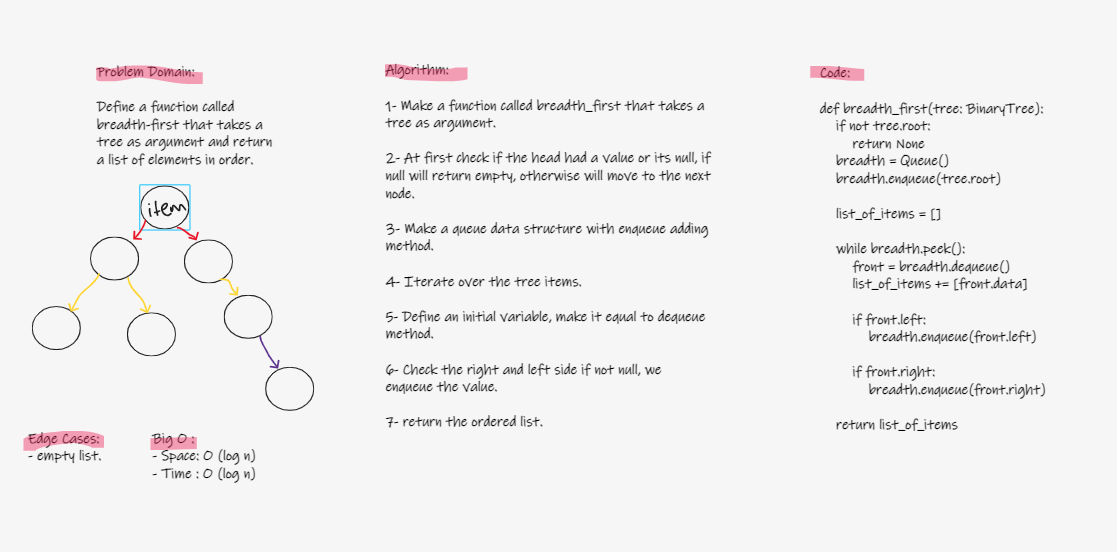 Problem Domain:
Define a function called
breadth-first that takes a
tree as argument and return
a list of elements in order.
item
Edge Cases:
- empty list.
Big O :
- Space: O (log n)
- Time : O (log n)
Algorithm:
1- Make a function called breadth_first that takes a
tree as argument.
2- At first check if the head had a value or its null, if
null will return empty, otherwise will move to the next
node.
3- Make a queue data structure with enqueue adding
method.
4- Iterate over the tree items.
5- Define an initial variable, make it equal to dequeue
method.
6- Check the right and left side if not null, we
enqueue the value.
7- return the ordered list.
Code:
def breadth_first(tree: BinaryTree):
if not tree.root:
return None
breadth = Queue()
breadth.enqueue(tree.root)
list_of_items = []
while breadth.peek():
front = breadth.dequeue()
list_of_items += [front.data]
if front.left:
breadth.enqueue(front.left)
if front.right:
breadth.enqueue(front.right)
return list_of_items